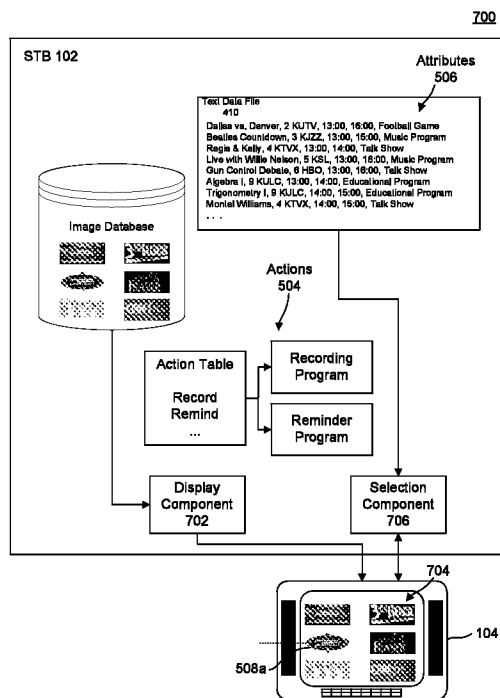 700
STB 102
Attributes
506
Text Data File
410
Dallas vs. Denver, 2 KUTV, 13:00, 16:00, Football Game
Beatles Countdown, 3 KJZZ, 13:00, 15:00, Music Program
Regis & Kelly, 4 KTVX, 13:00, 14:00, Talk Show
Live with Willie Nelson, 5 KSL, 13:00, 16:00, Music Program
Gun Control Debate, 6 HBO, 13:00, 16:00, Talk Show
Algebra I, 9 KULC, 13:00, 14:00, Educational Program
Trigonometry I, 9 KULC, 14:00, 15:00, Educational Program
Montel Williams, 4 KTVX, 14:00, 15:00, Talk Show
. . .
Image Database
Actions
504
Action Table
Record
Remind
...
Recording
Program
Reminder
Program
Display
Component
702
Selection
Component
706
704
104
508a